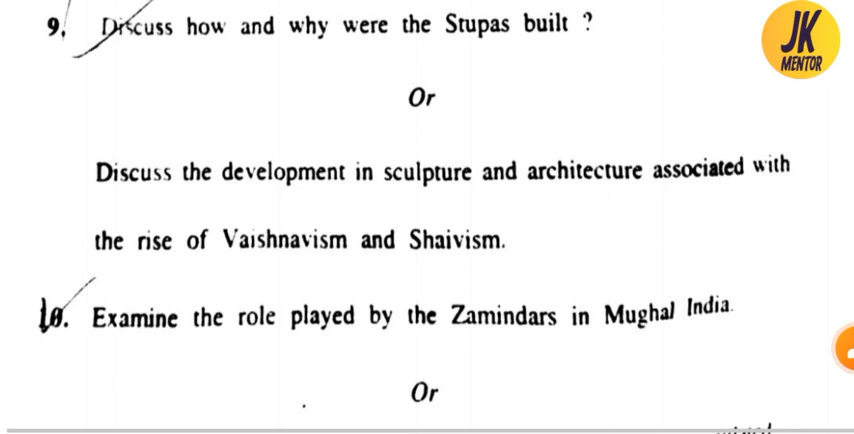 9. Discuss how and why were the Stupas built ?
JK
MENTOR
Or
Discuss the development in sculpture and architecture associated with
the rise of Vaishnavism and Shaivism.
10. Examine the role played by the Zamindars in Mughal India.
Or